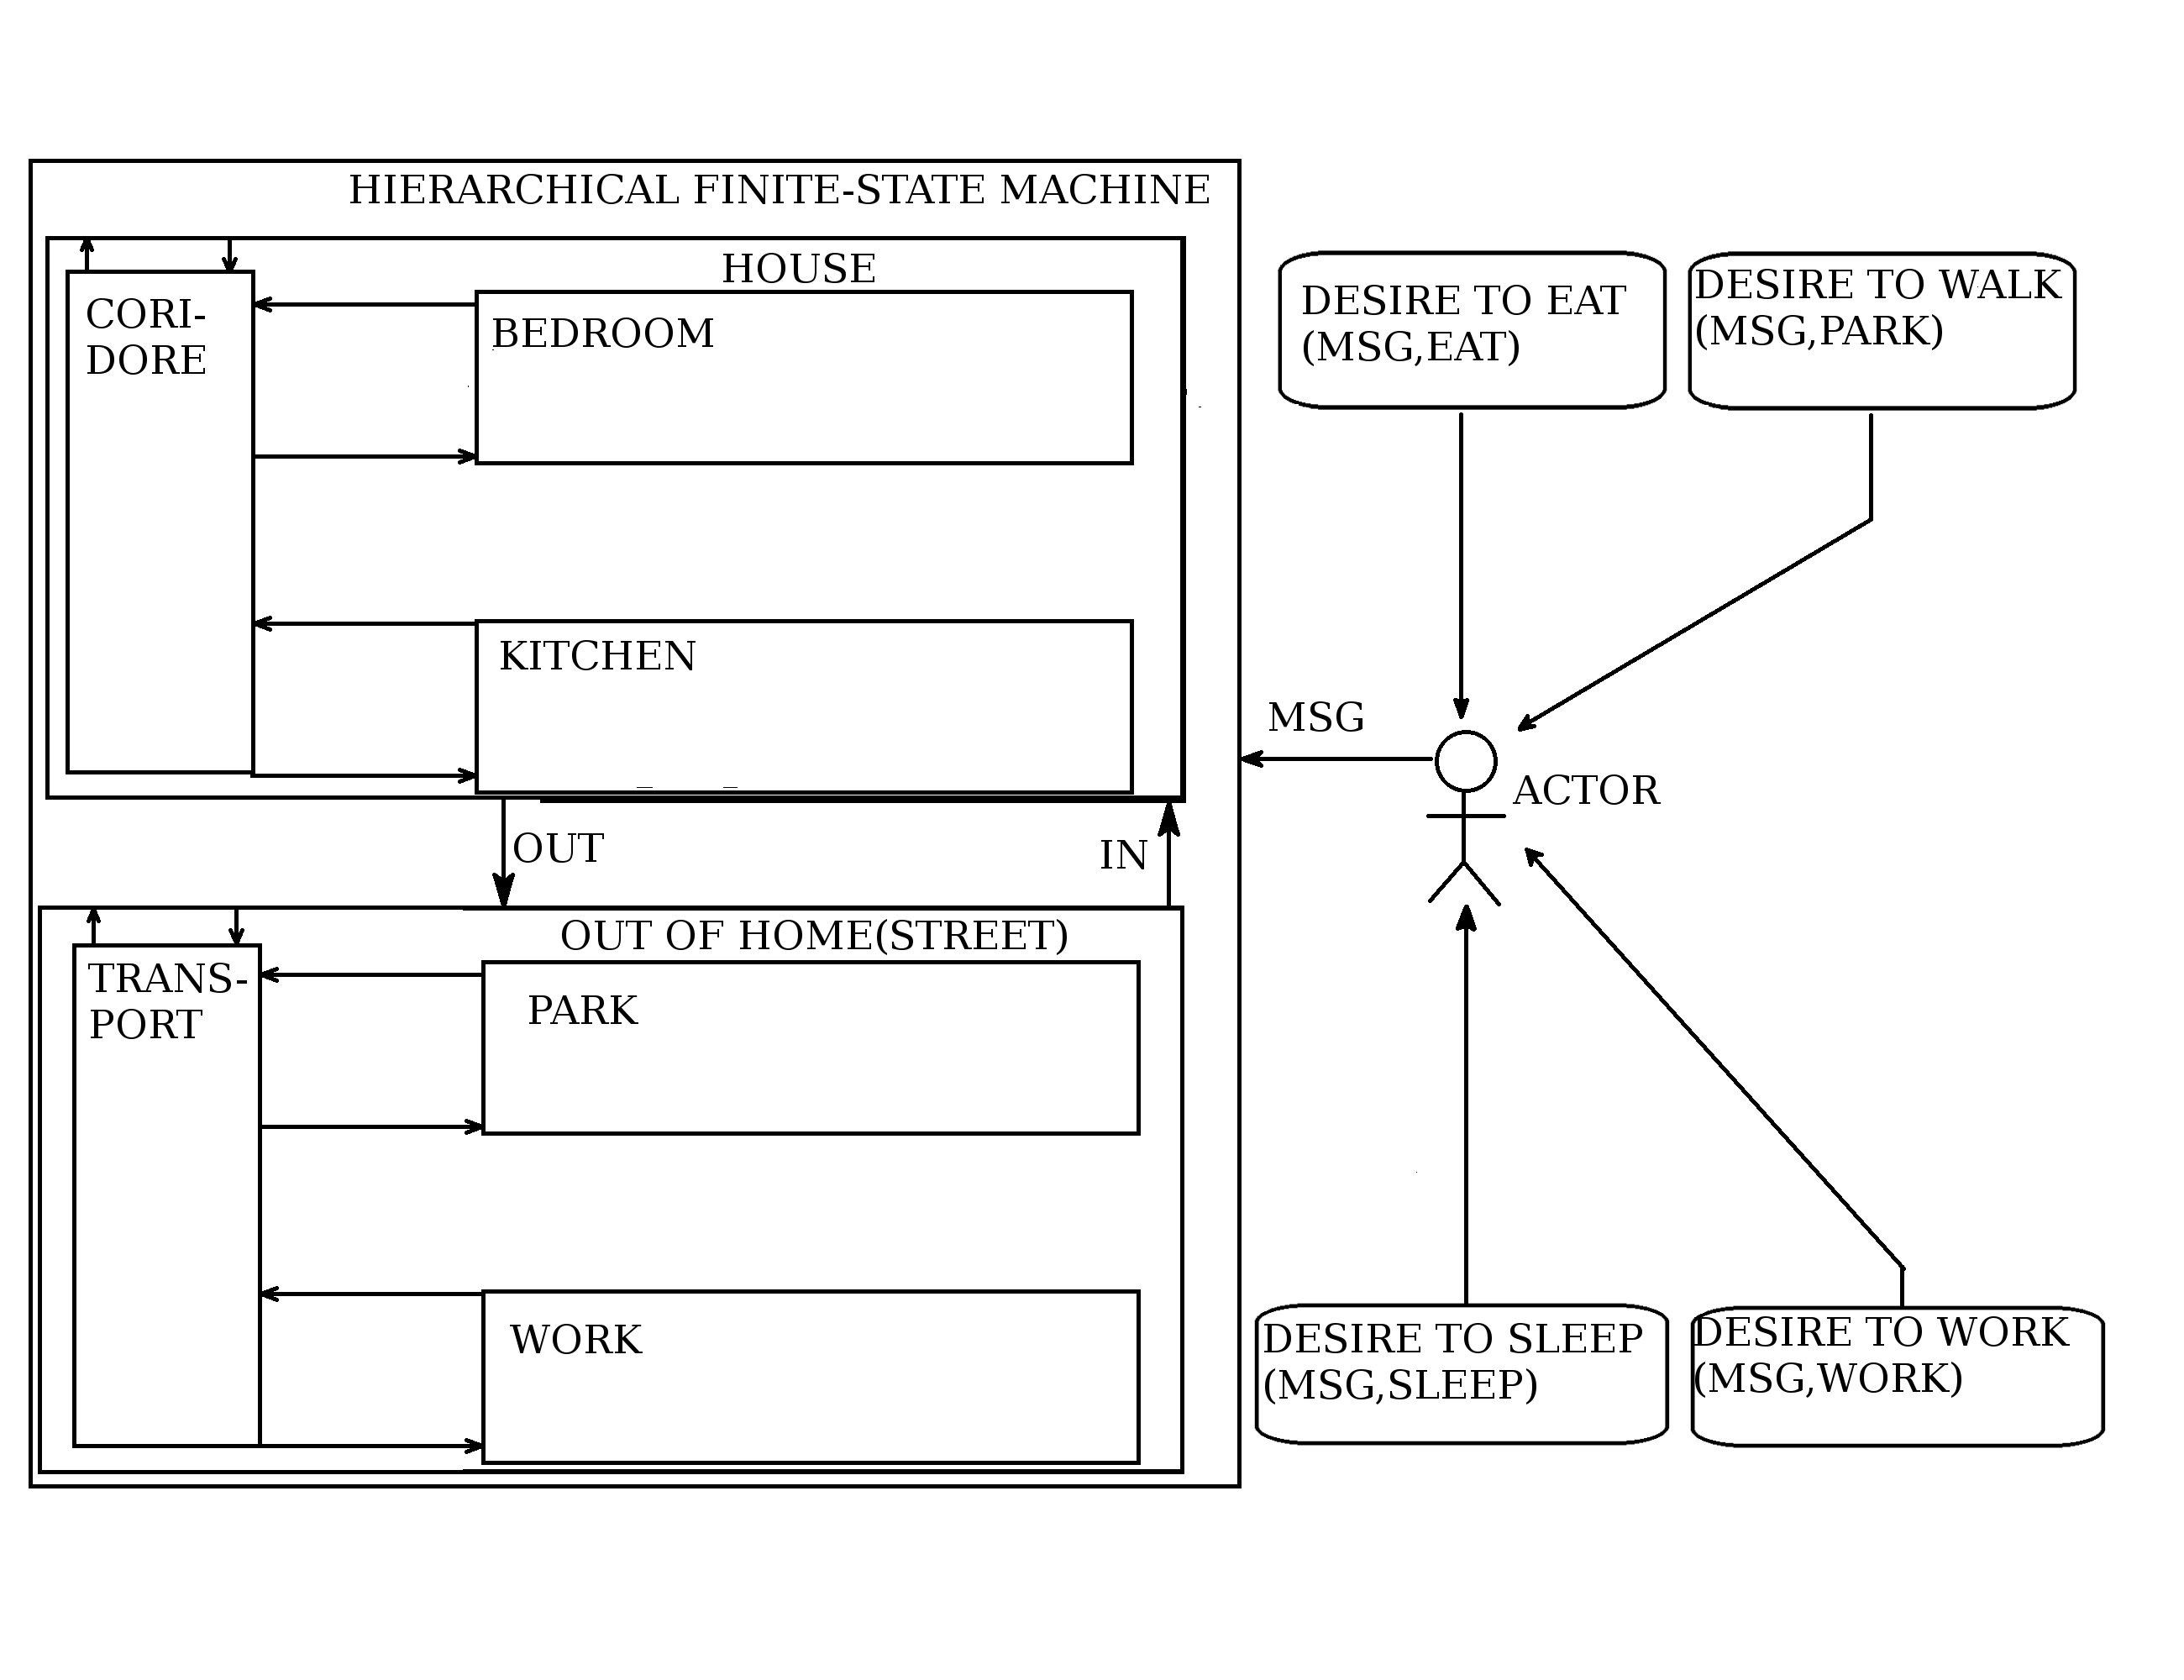 HIERARCHICAL FINITE-STATE MACHINE
HOUSE
CORI-
DORE
BEDROOM
KITCHEN
OUT
IN
OUT OF HOME(STREET)
TRANS-
PORT
PARK
WORK
MSG
ACTOR
DESIRE TO EAT
(MSG,EAT)
DESIRE TO WALK
(MSG,PARK)
DESIRE TO SLEEP
(MSG,SLEEP)
DESIRE TO WORK
(MSG,WORK)